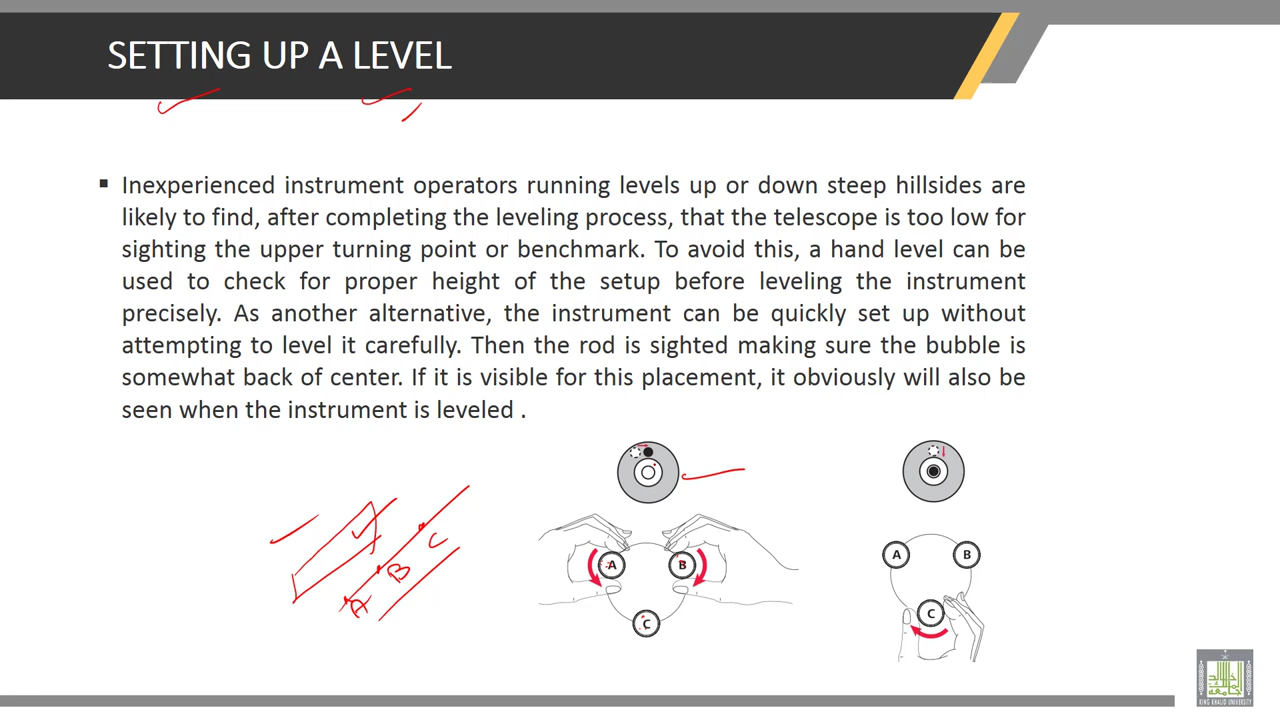 SETTING UP A LEVEL
Inexperienced instrument operators running levels up or down steep hillsides are
likely to find, after completing the leveling process, that the telescope is too low for
sighting the upper turning point or benchmark. To avoid this, a hand level can be
used to check for proper height of the setup before leveling the instrument
precisely. As another alternative, the instrument can be quickly set up without
attempting to level it carefully. Then the rod is sighted making sure the bubble is
somewhat back of center. If it is visible for this placement, it obviously will also be
seen when the instrument is leveled .
A B C
A B
C
A B
C
KING KHALID UNIVERSITY